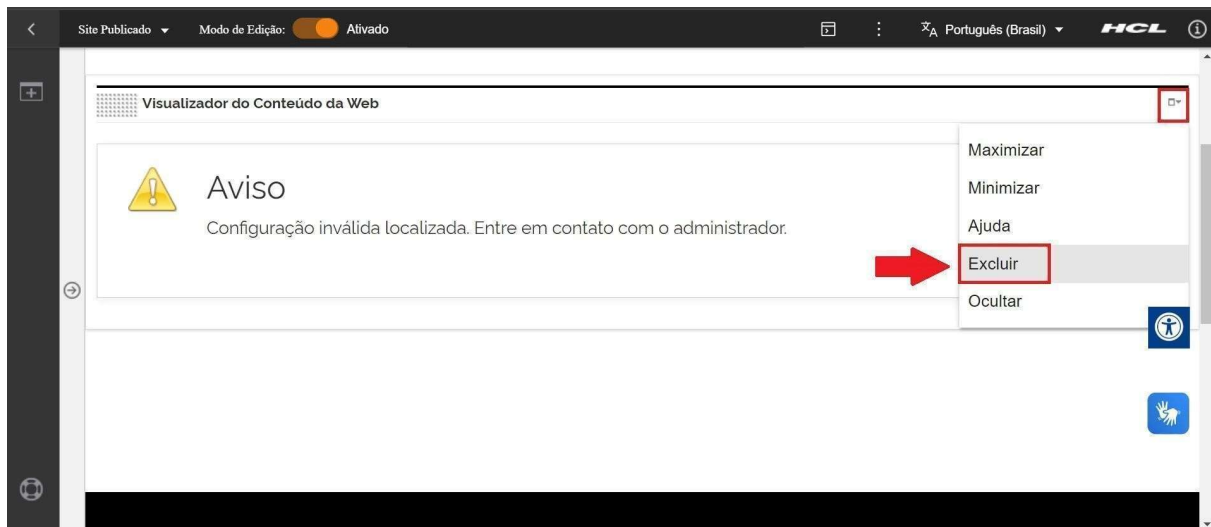 Site Publicado
Modo de Edição:
Ativado
Português (Brasil)
HCL
Visualizador do Conteúdo da Web
Aviso
Configuração inválida localizada. Entre em contato com o administrador.
Maximizar
Minimizar
Ajuda
Excluir
Ocultar